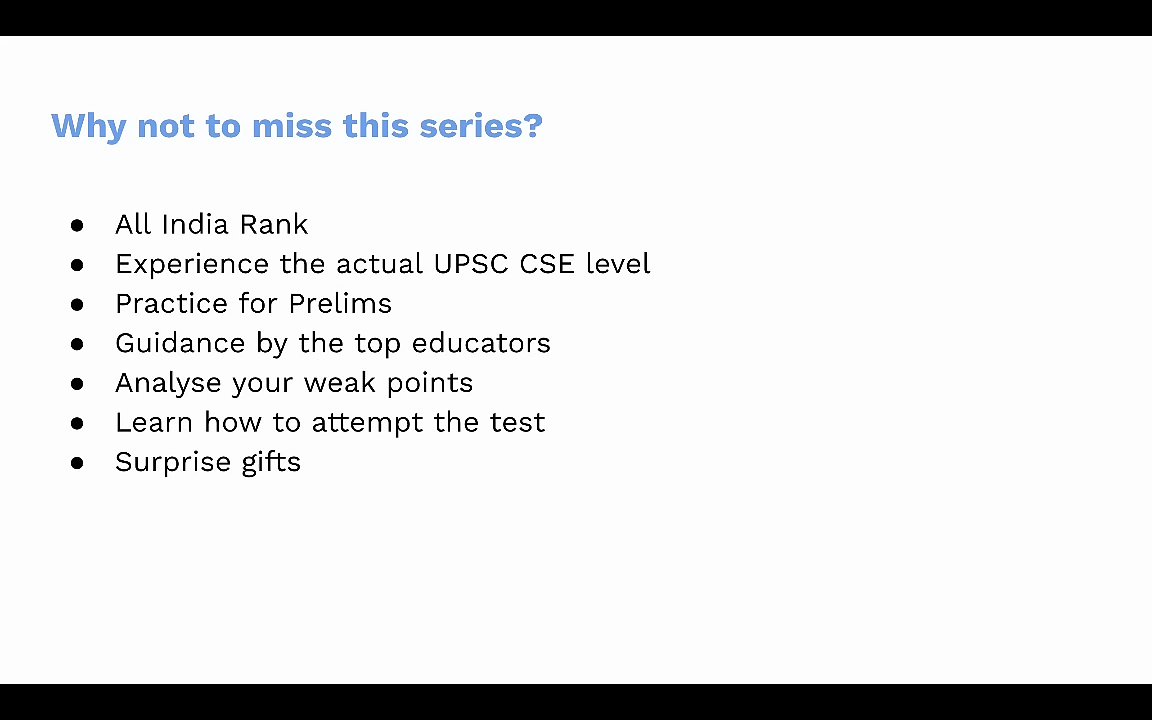 Why not to miss this series?
● All India Rank
● Experience the actual UPSC CSE level
● Practice for Prelims
● Guidance by the top educators
● Analyse your weak points
● Learn how to attempt the test
● Surprise gifts